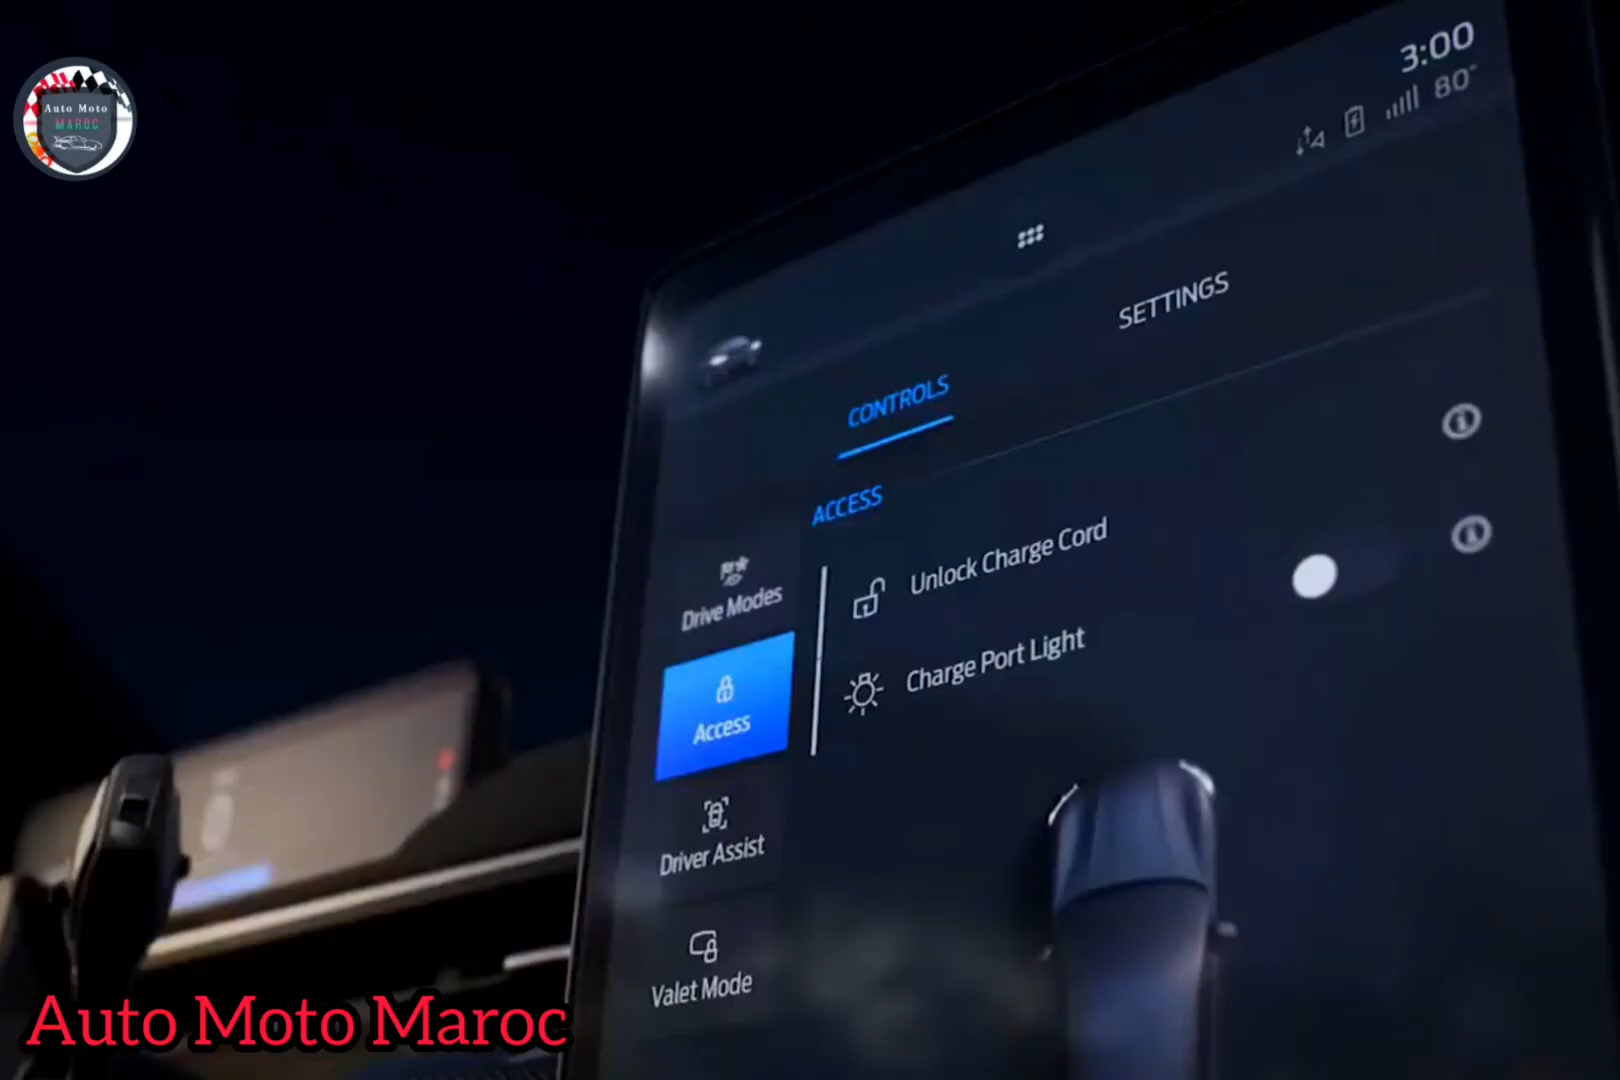 Auto Moto
MAROC
3:00
80°
SETTINGS
CONTROLS
ACCESS
Unlock Charge Cord
Drive Modes
Charge Port Light
Access
Driver Assist
Valet Mode
Auto Moto Maroc